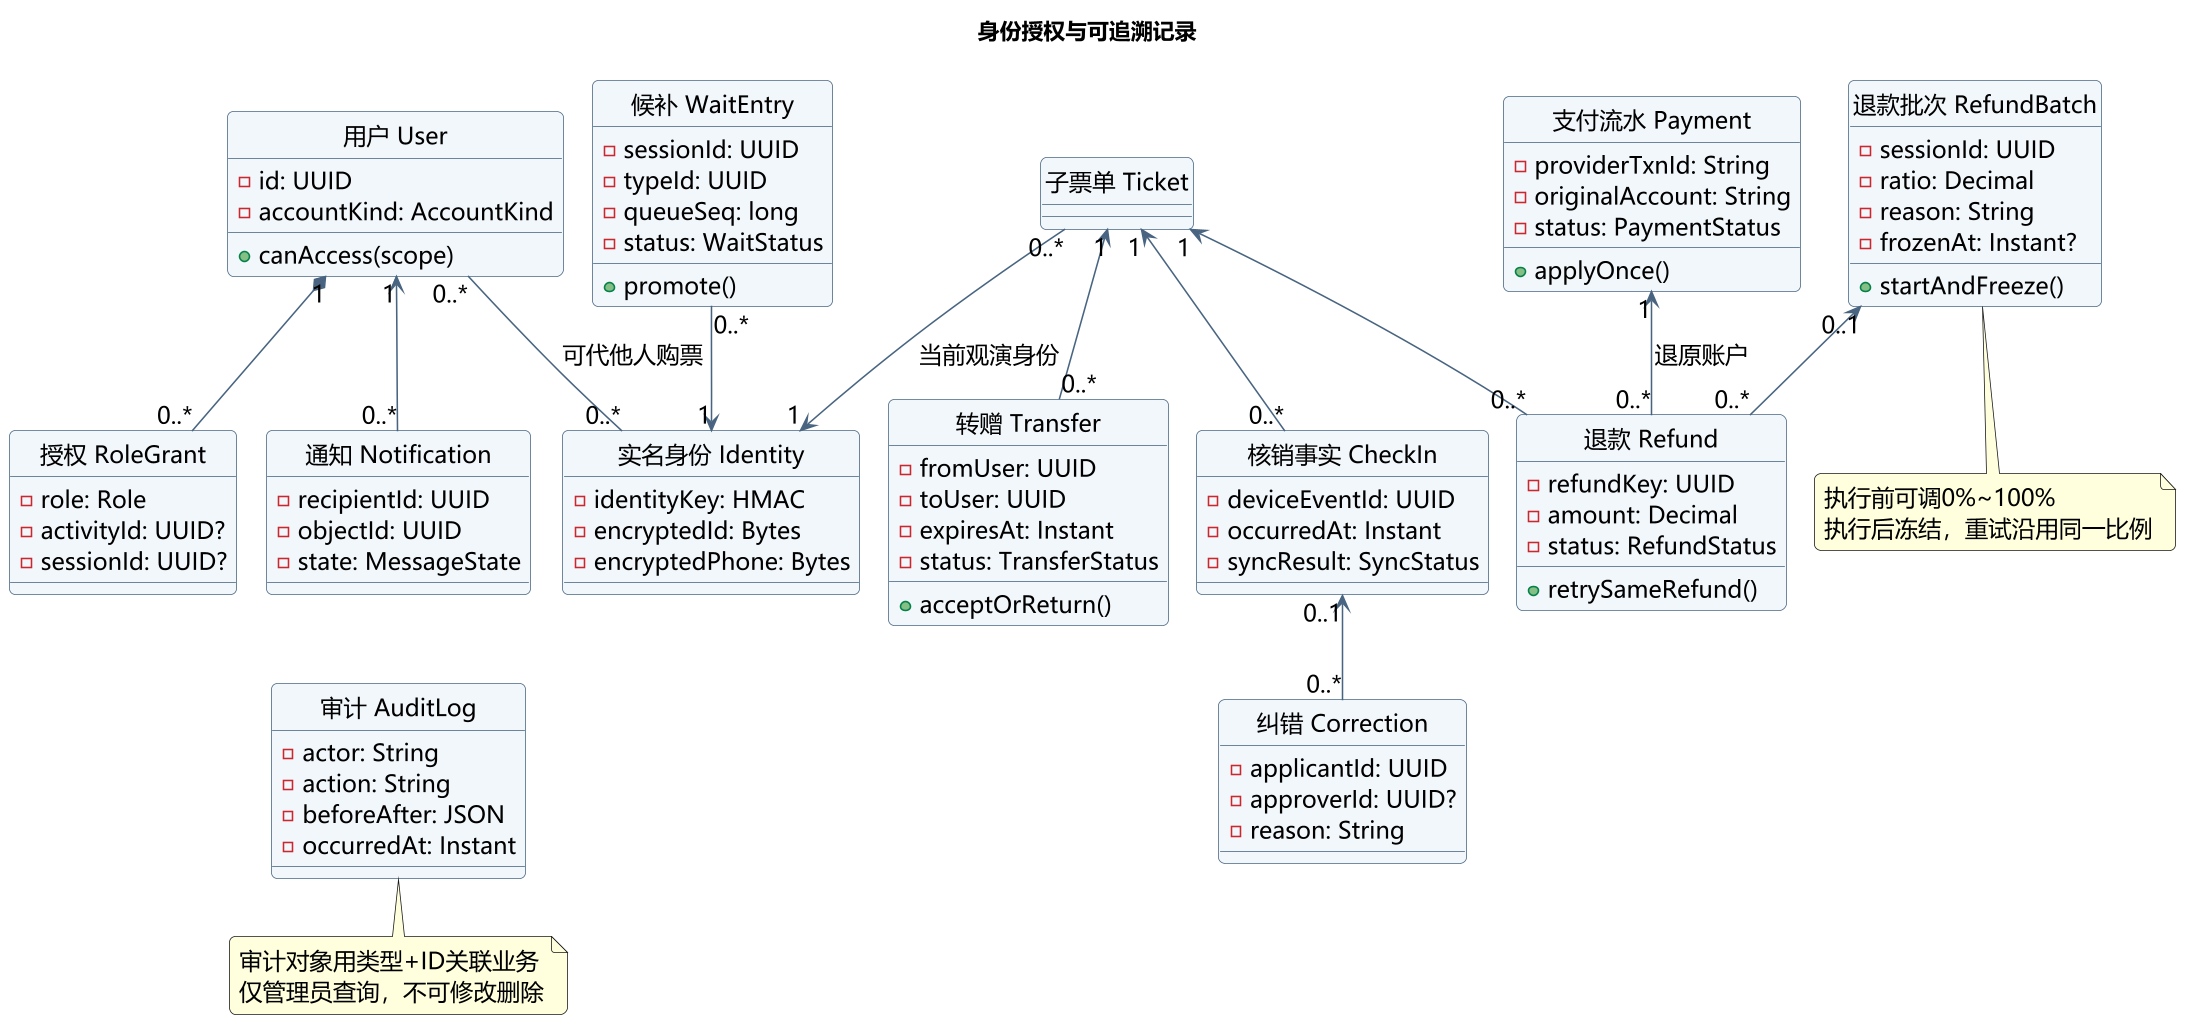 身份授权与可追溯记录
用户 User
id: UUID
accountKind: AccountKind
canAccess(scope)
候补 WaitEntry
sessionId: UUID
typeId: UUID
queueSeq: long
status: WaitStatus
promote()
子票单 Ticket
支付流水 Payment
providerTxnId: String
originalAccount: String
status: PaymentStatus
applyOnce()
退款批次 RefundBatch
sessionId: UUID
ratio: Decimal
reason: String
frozenAt: Instant?
startAndFreeze()
1
1
0..*
0..*
0..*
1
1
1
1
0..1
可代他人购票
当前观演身份
退原账户
0..*
0..*
0..*
1
1
0..*
0..*
0..*
0..*
0..*
授权 RoleGrant
role: Role
activityId: UUID?
sessionId: UUID?
通知 Notification
recipientId: UUID
objectId: UUID
state: MessageState
实名身份 Identity
identityKey: HMAC
encryptedId: Bytes
encryptedPhone: Bytes
转赠 Transfer
fromUser: UUID
toUser: UUID
expiresAt: Instant
status: TransferStatus
acceptOrReturn()
核销事实 CheckIn
deviceEventId: UUID
occurredAt: Instant
syncResult: SyncStatus
退款 Refund
refundKey: UUID
amount: Decimal
status: RefundStatus
retrySameRefund()
执行前可调0%~100%
执行后冻结，重试沿用同一比例
0..1
0..*
审计 AuditLog
actor: String
action: String
beforeAfter: JSON
occurredAt: Instant
纠错 Correction
applicantId: UUID
approverId: UUID?
reason: String
审计对象用类型+ID关联业务
仅管理员查询，不可修改删除